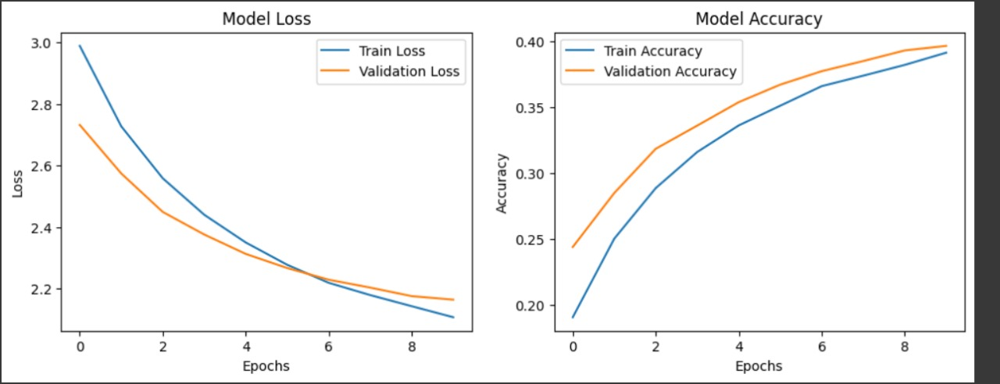 Model Loss
3.0
2.8
2.6
2.4
2.2
Loss
Train Loss
Validation Loss
0 2 4 6 8
Epochs
Model Accuracy
0.40
0.35
0.30
0.25
0.20
Accuracy
Train Accuracy
Validation Accuracy
0 2 4 6 8
Epochs